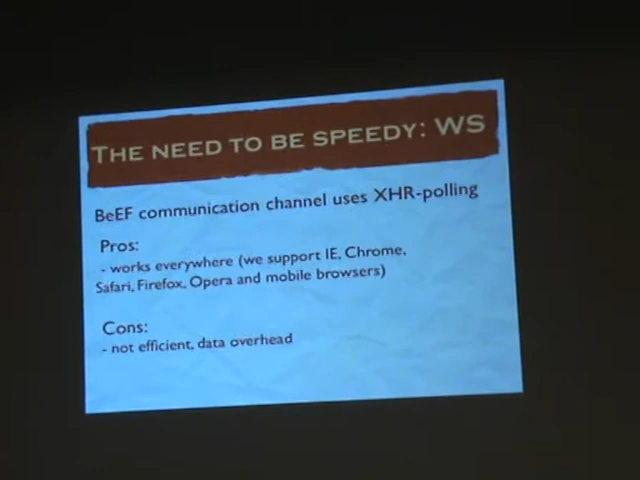 THE NEED TO BE SPEEDY: WS
BeEF communication channel uses XHR-polling
Pros:
- works everywhere (we support IE, Chrome,
Safari, Firefox, Opera and mobile browsers)
Cons:
- not efficient, data overhead